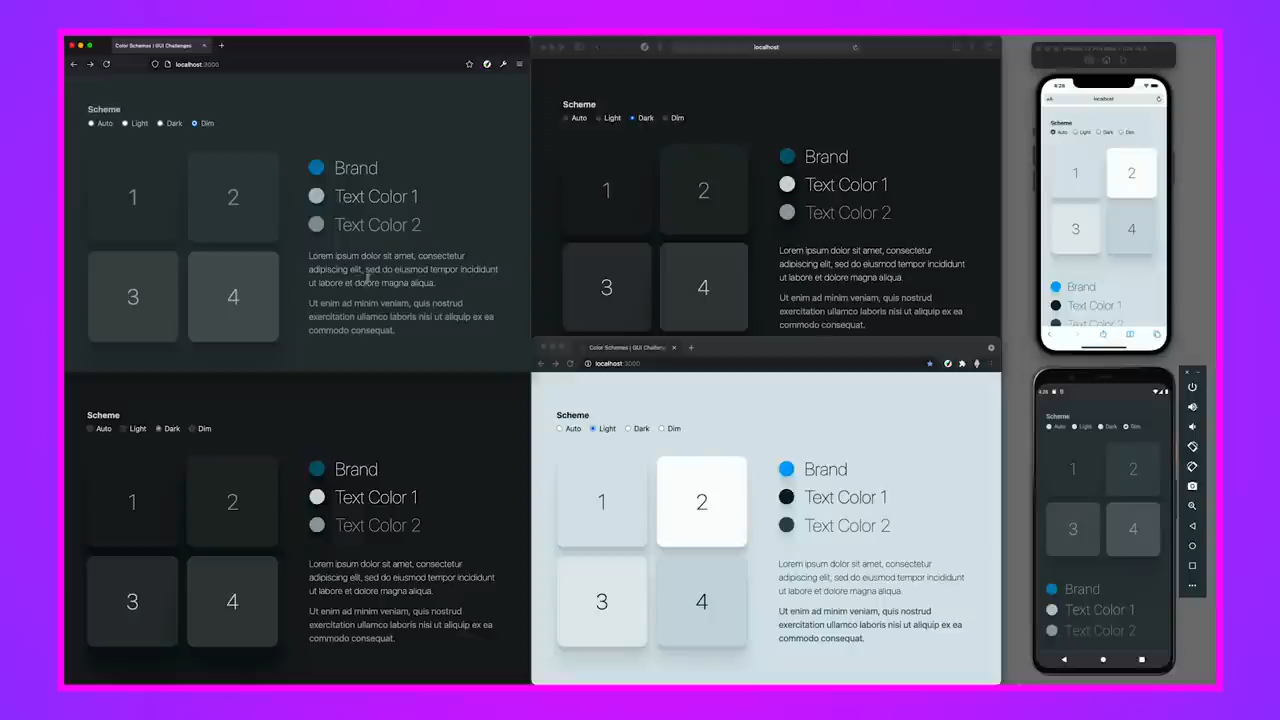 Color Schemes | GUI Challenges
localhost:3000
Scheme
Auto Light Dark Dim
1 2
3 4
Brand
Text Color 1
Text Color 2
Lorem ipsum dolor sit amet, consectetur
adipiscing elit, sed do eiusmod tempor incididunt
ut labore et dolore magna aliqua.
Ut enim ad minim veniam, quis nostrud
exercitation ullamco laboris nisi ut aliquip ex ea
commodo consequat.
localhost
Scheme
Auto Light Dark Dim
1 2
3 4
Brand
Text Color 1
Text Color 2
Lorem ipsum dolor sit amet, consectetur
adipiscing elit, sed do eiusmod tempor incididunt
ut labore et dolore magna aliqua.
Ut enim ad minim veniam, quis nostrud
exercitation ullamco laboris nisi ut aliquip ex ea
commodo consequat.
4:28
AA localhost
Scheme
Auto Light Dark Dim
1 2
3 4
Brand
Text Color 1
Text Color 2
Scheme
Auto Light Dark Dim
1 2
3 4
Brand
Text Color 1
Text Color 2
Lorem ipsum dolor sit amet, consectetur
adipiscing elit, sed do eiusmod tempor incididunt
ut labore et dolore magna aliqua.
Ut enim ad minim veniam, quis nostrud
exercitation ullamco laboris nisi ut aliquip ex ea
commodo consequat.
Color Schemes | GUI Challen
localhost:3000
Scheme
Auto Light Dark Dim
1 2
3 4
Brand
Text Color 1
Text Color 2
Lorem ipsum dolor sit amet, consectetur
adipiscing elit, sed do eiusmod tempor incididunt
ut labore et dolore magna aliqua.
Ut enim ad minim veniam, quis nostrud
exercitation ullamco laboris nisi ut aliquip ex ea
commodo consequat.
4:28
Scheme
Auto Light Dark Dim
1 2
3 4
Brand
Text Color 1
Text Color 2